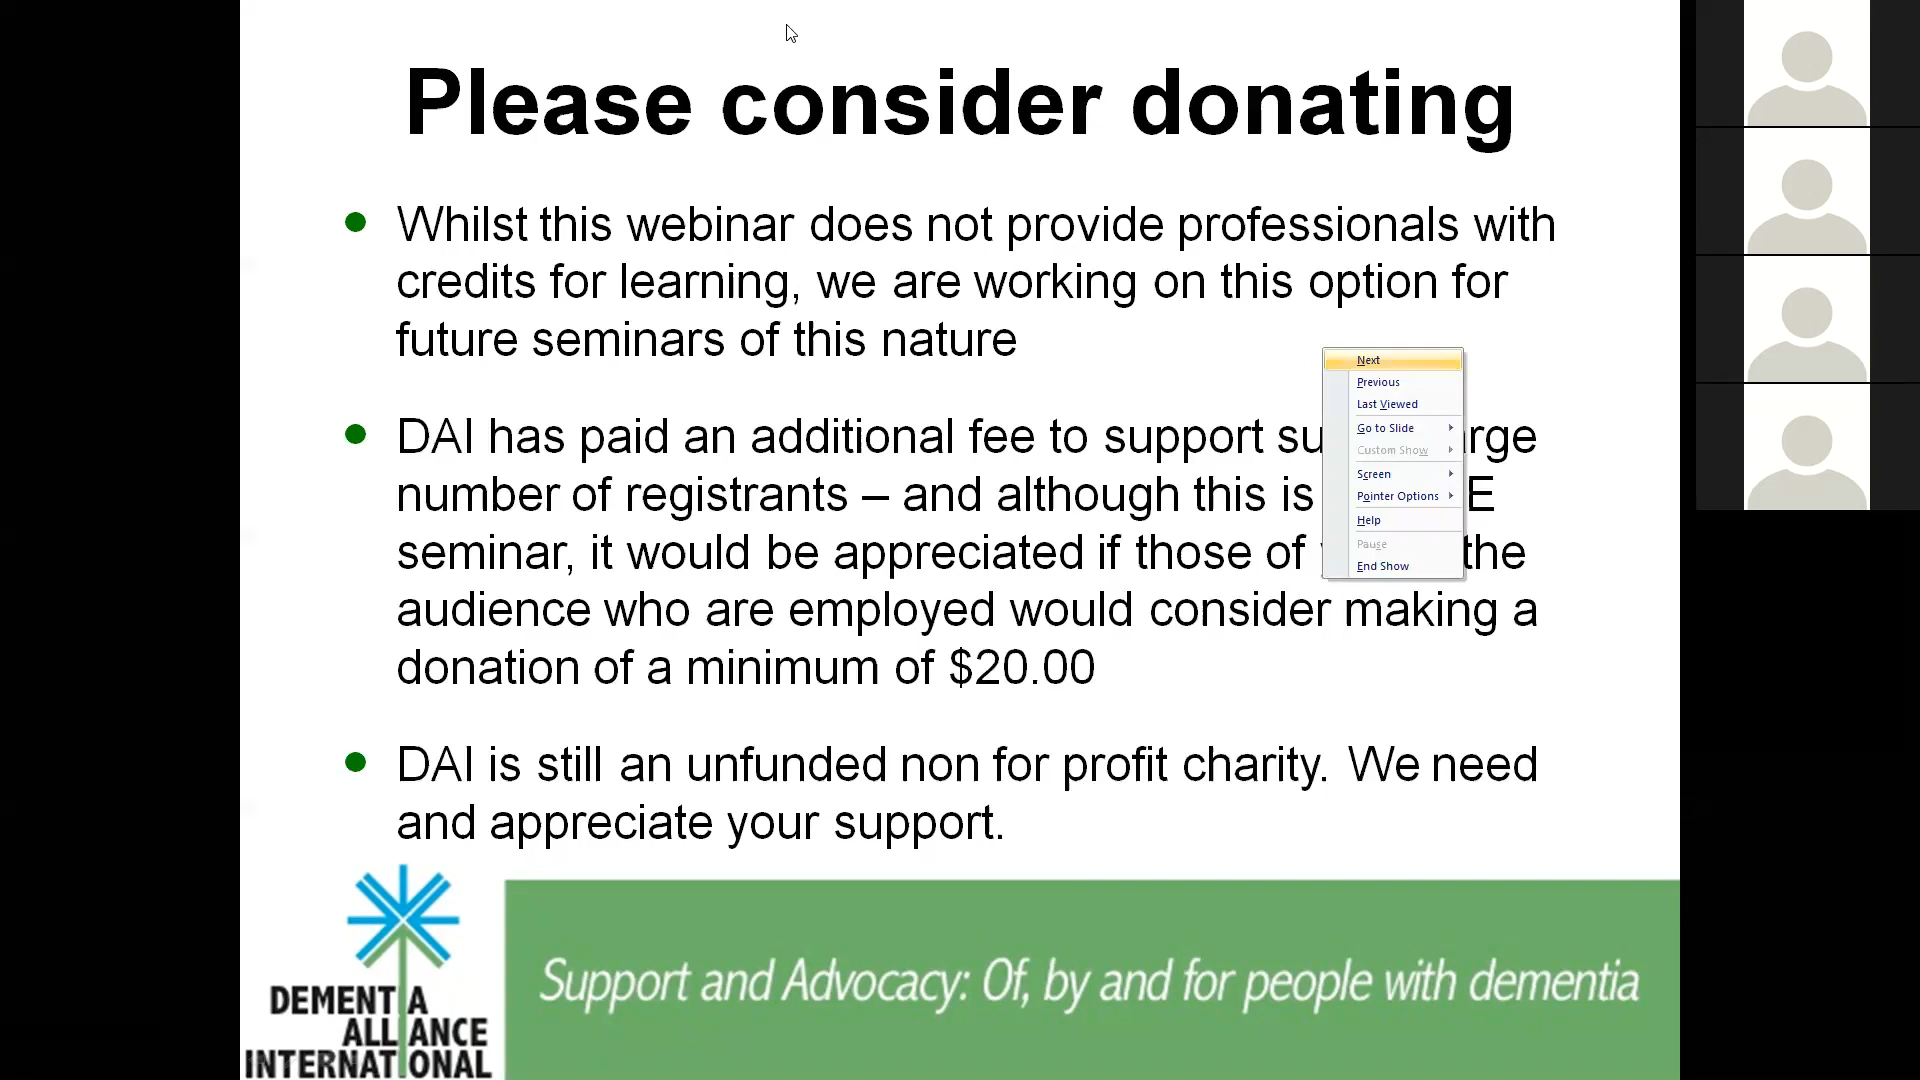 Please consider donating
Whilst this webinar does not provide professionals with
credits for learning, we are working on this option for
future seminars of this nature
DAI has paid an additional fee to support
number of registrants – and although this is
seminar, it would be appreciated if those of the
audience who are employed would consider making a
donation of a minimum of $20.00
DAI is still an unfunded non for profit charity. We need
and appreciate your support.
Next
Previous
Last Viewed
Go to Slide
Custom Show
Screen
Pointer Options
Help
Pause
End Show
DEMENTIA
ALLIANCE
INTERNATIONAL
Support and Advocacy: Of, by and for people with dementia